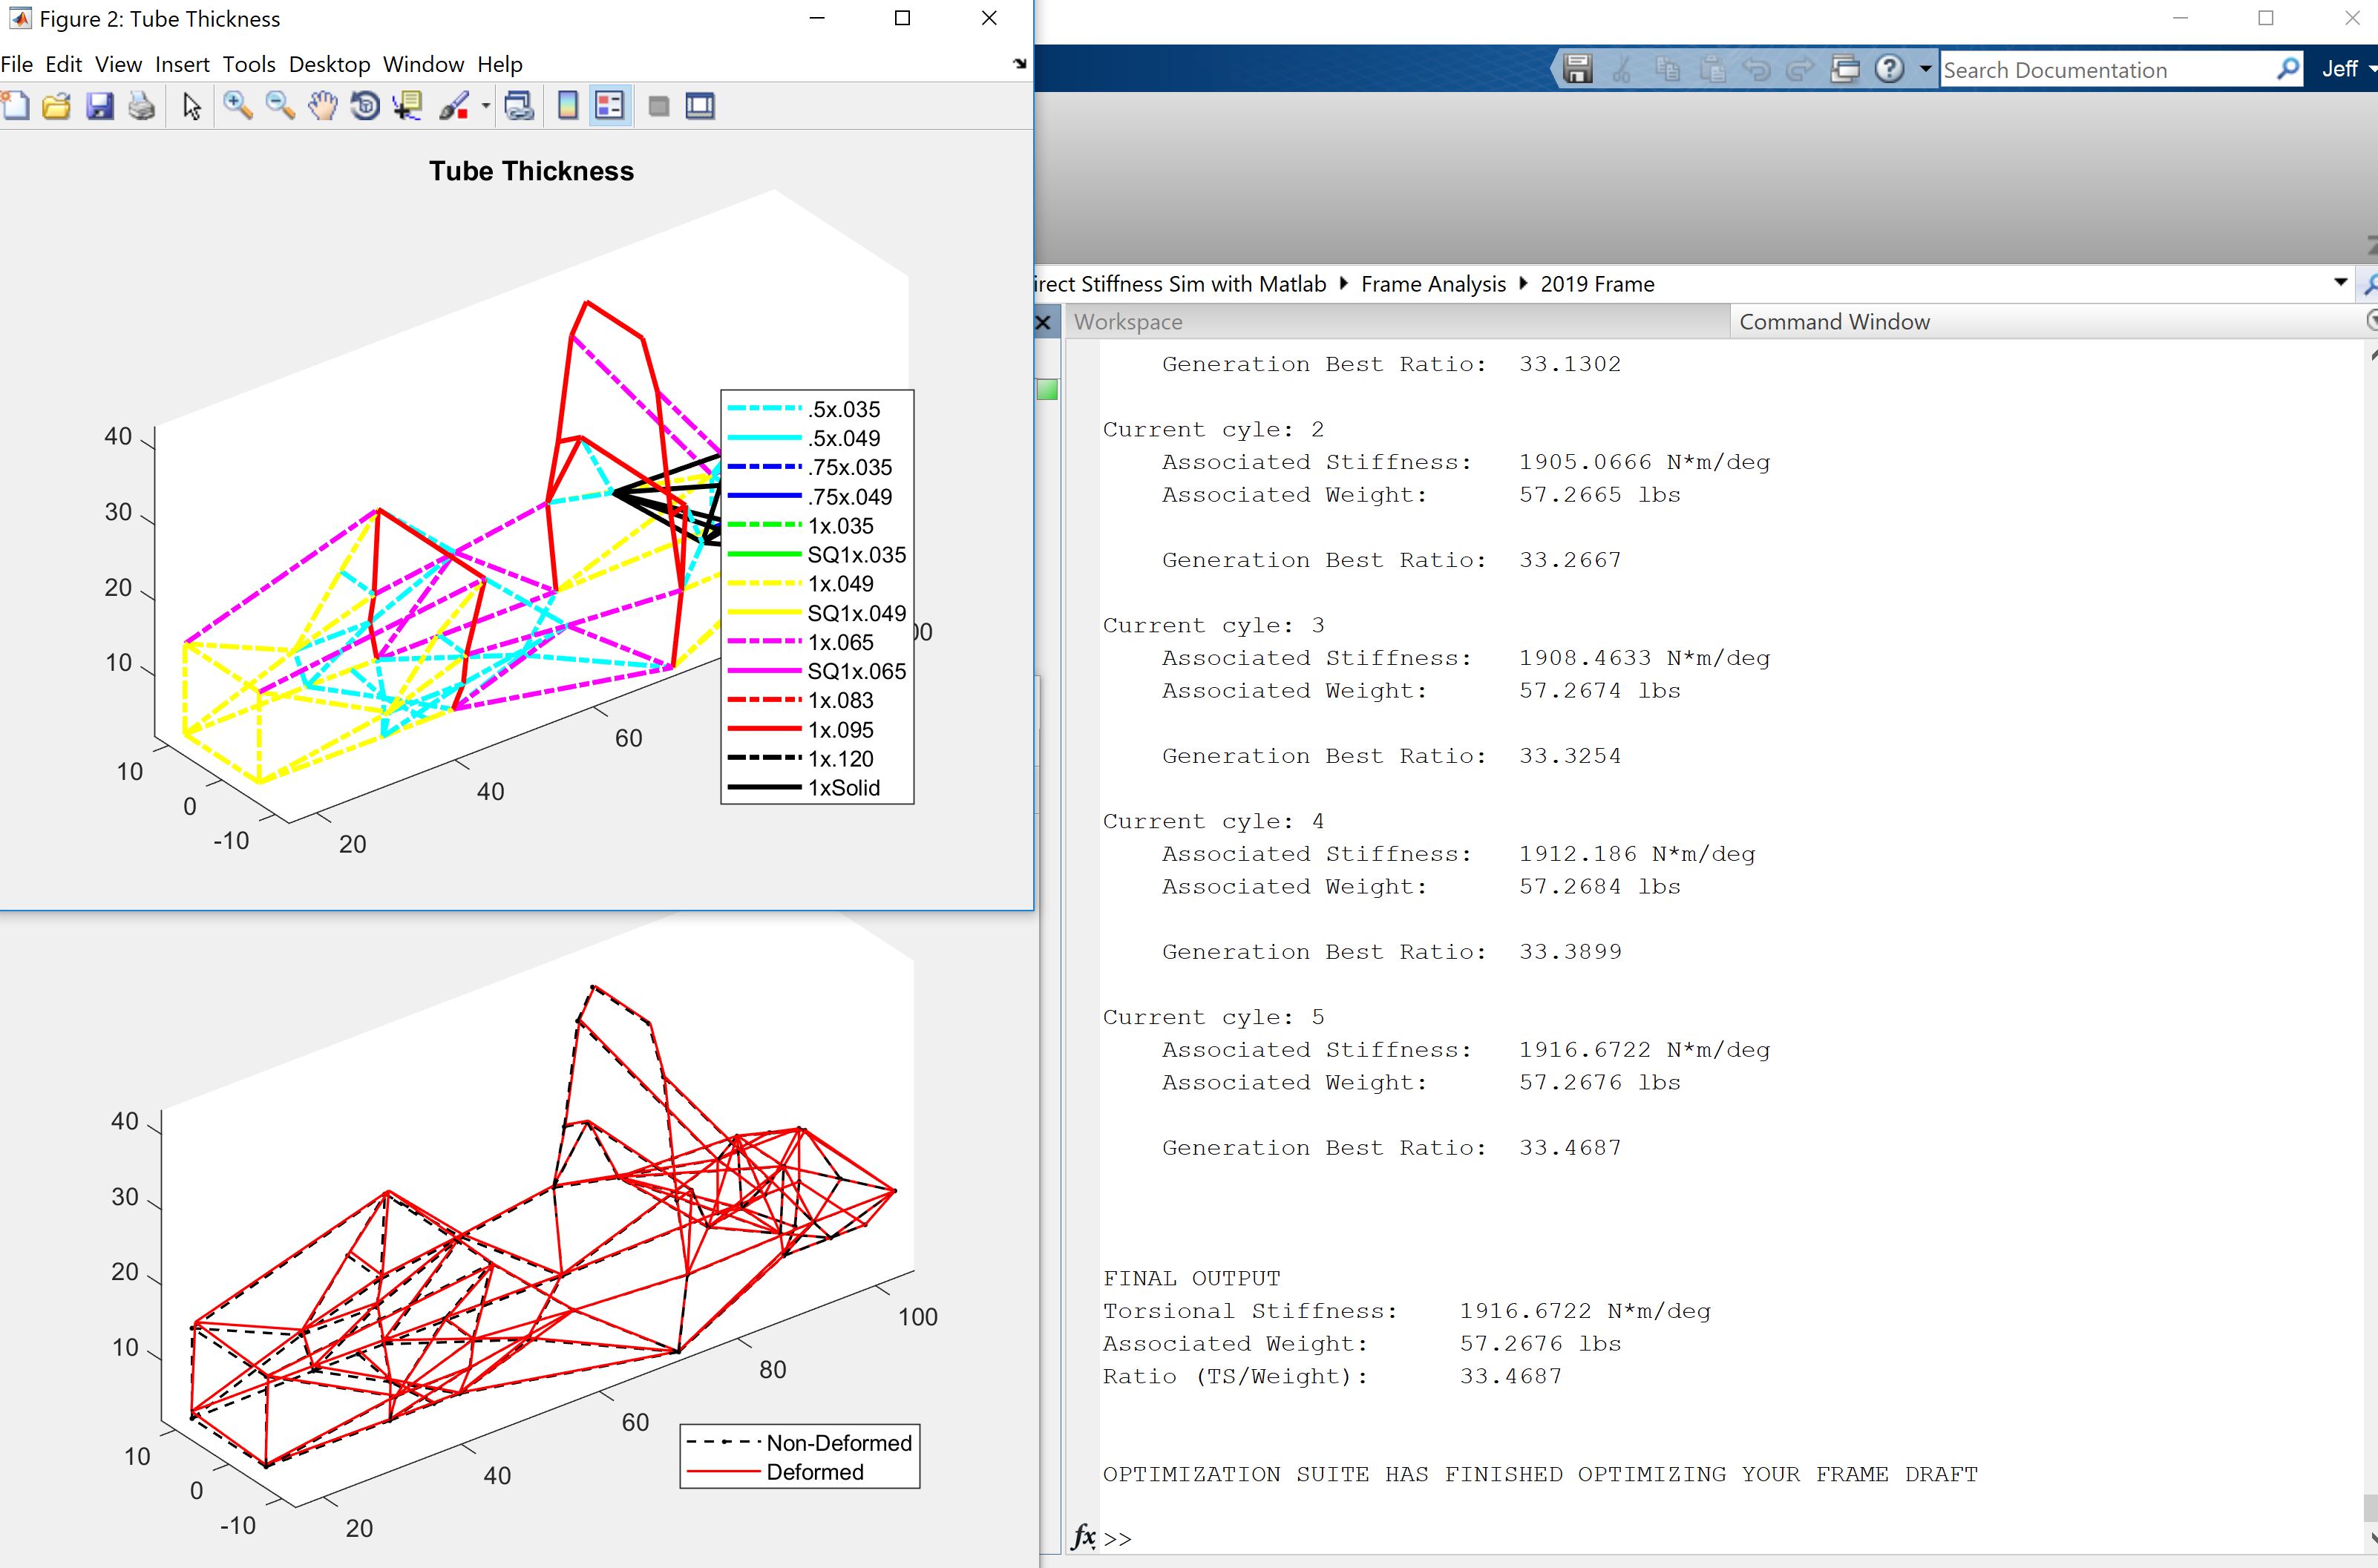 Figure 2: Tube Thickness
File Edit View Insert Tools Desktop Window Help
Tube Thickness
40
30
20
10
10
0
-10
20
40
60
00
.5x.035
.5x.049
.75x.035
.75x.049
1x.035
SQ1x.035
1x.049
SQ1x.049
1x.065
SQ1x.065
1x.083
1x.095
1x.120
1xSolid
40
30
20
10
10
0
-10
20
40
60
80
100
Non-Deformed
Deformed
Search Documentation
Jeff
irect Stiffness Sim with Matlab Frame Analysis 2019 Frame
Workspace
Command Window
Generation Best Ratio: 33.1302
Current cyle: 2
Associated Stiffness: 1905.0666 N*m/deg
Associated Weight: 57.2665 lbs
Generation Best Ratio: 33.2667
Current cyle: 3
Associated Stiffness: 1908.4633 N*m/deg
Associated Weight: 57.2674 lbs
Generation Best Ratio: 33.3254
Current cyle: 4
Associated Stiffness: 1912.186 N*m/deg
Associated Weight: 57.2684 lbs
Generation Best Ratio: 33.3899
Current cyle: 5
Associated Stiffness: 1916.6722 N*m/deg
Associated Weight: 57.2676 lbs
Generation Best Ratio: 33.4687
FINAL OUTPUT
Torsional Stiffness: 1916.6722 N*m/deg
Associated Weight: 57.2676 lbs
Ratio (TS/Weight): 33.4687
OPTIMIZATION SUITE HAS FINISHED OPTIMIZING YOUR FRAME DRAFT
fx >>